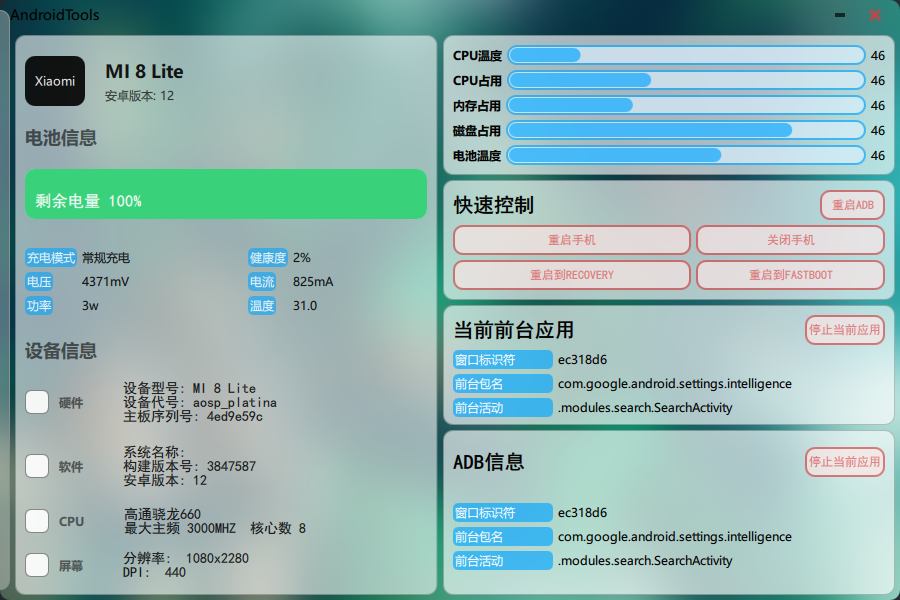 AndroidTools
Xiaomi
MI 8 Lite
安卓版本: 12
电池信息
剩余电量 100%
充电模式 常规充电 健康度 2%
电压 4371mV 电流 825mA
功率 3w 温度 31.0
设备信息
硬件
设备型号: MI 8 Lite
设备代号: aosp_platina
主板序列号: 4ed9e59c
软件
系统名称:
构建版本号: 3847587
安卓版本: 12
CPU
高通骁龙660
最大主频 3000MHZ 核心数 8
屏幕
分辨率: 1080x2280
DPI: 440
CPU温度 46
CPU占用 46
内存占用 46
磁盘占用 46
电池温度 46
快速控制 重启ADB
重启手机 关闭手机
重启到RECOVERY 重启到FASTBOOT
当前前台应用 停止当前应用
窗口标识符 ec318d6
前台包名 com.google.android.settings.intelligence
前台活动 .modules.search.SearchActivity
ADB信息 停止当前应用
窗口标识符 ec318d6
前台包名 com.google.android.settings.intelligence
前台活动 .modules.search.SearchActivity